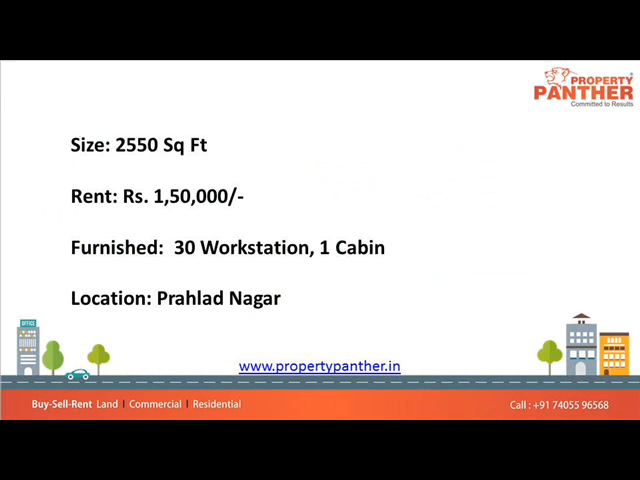 PROPERTY
PANTHER
Committed to Results
Size: 2550 Sq Ft
Rent: Rs. 1,50,000/-
Furnished:  30 Workstation, 1 Cabin
Location: Prahlad Nagar
OFFICE
www.propertypanther.in
Buy-Sell-Rent Land | Commercial | Residential
Call : +91 74055 96568